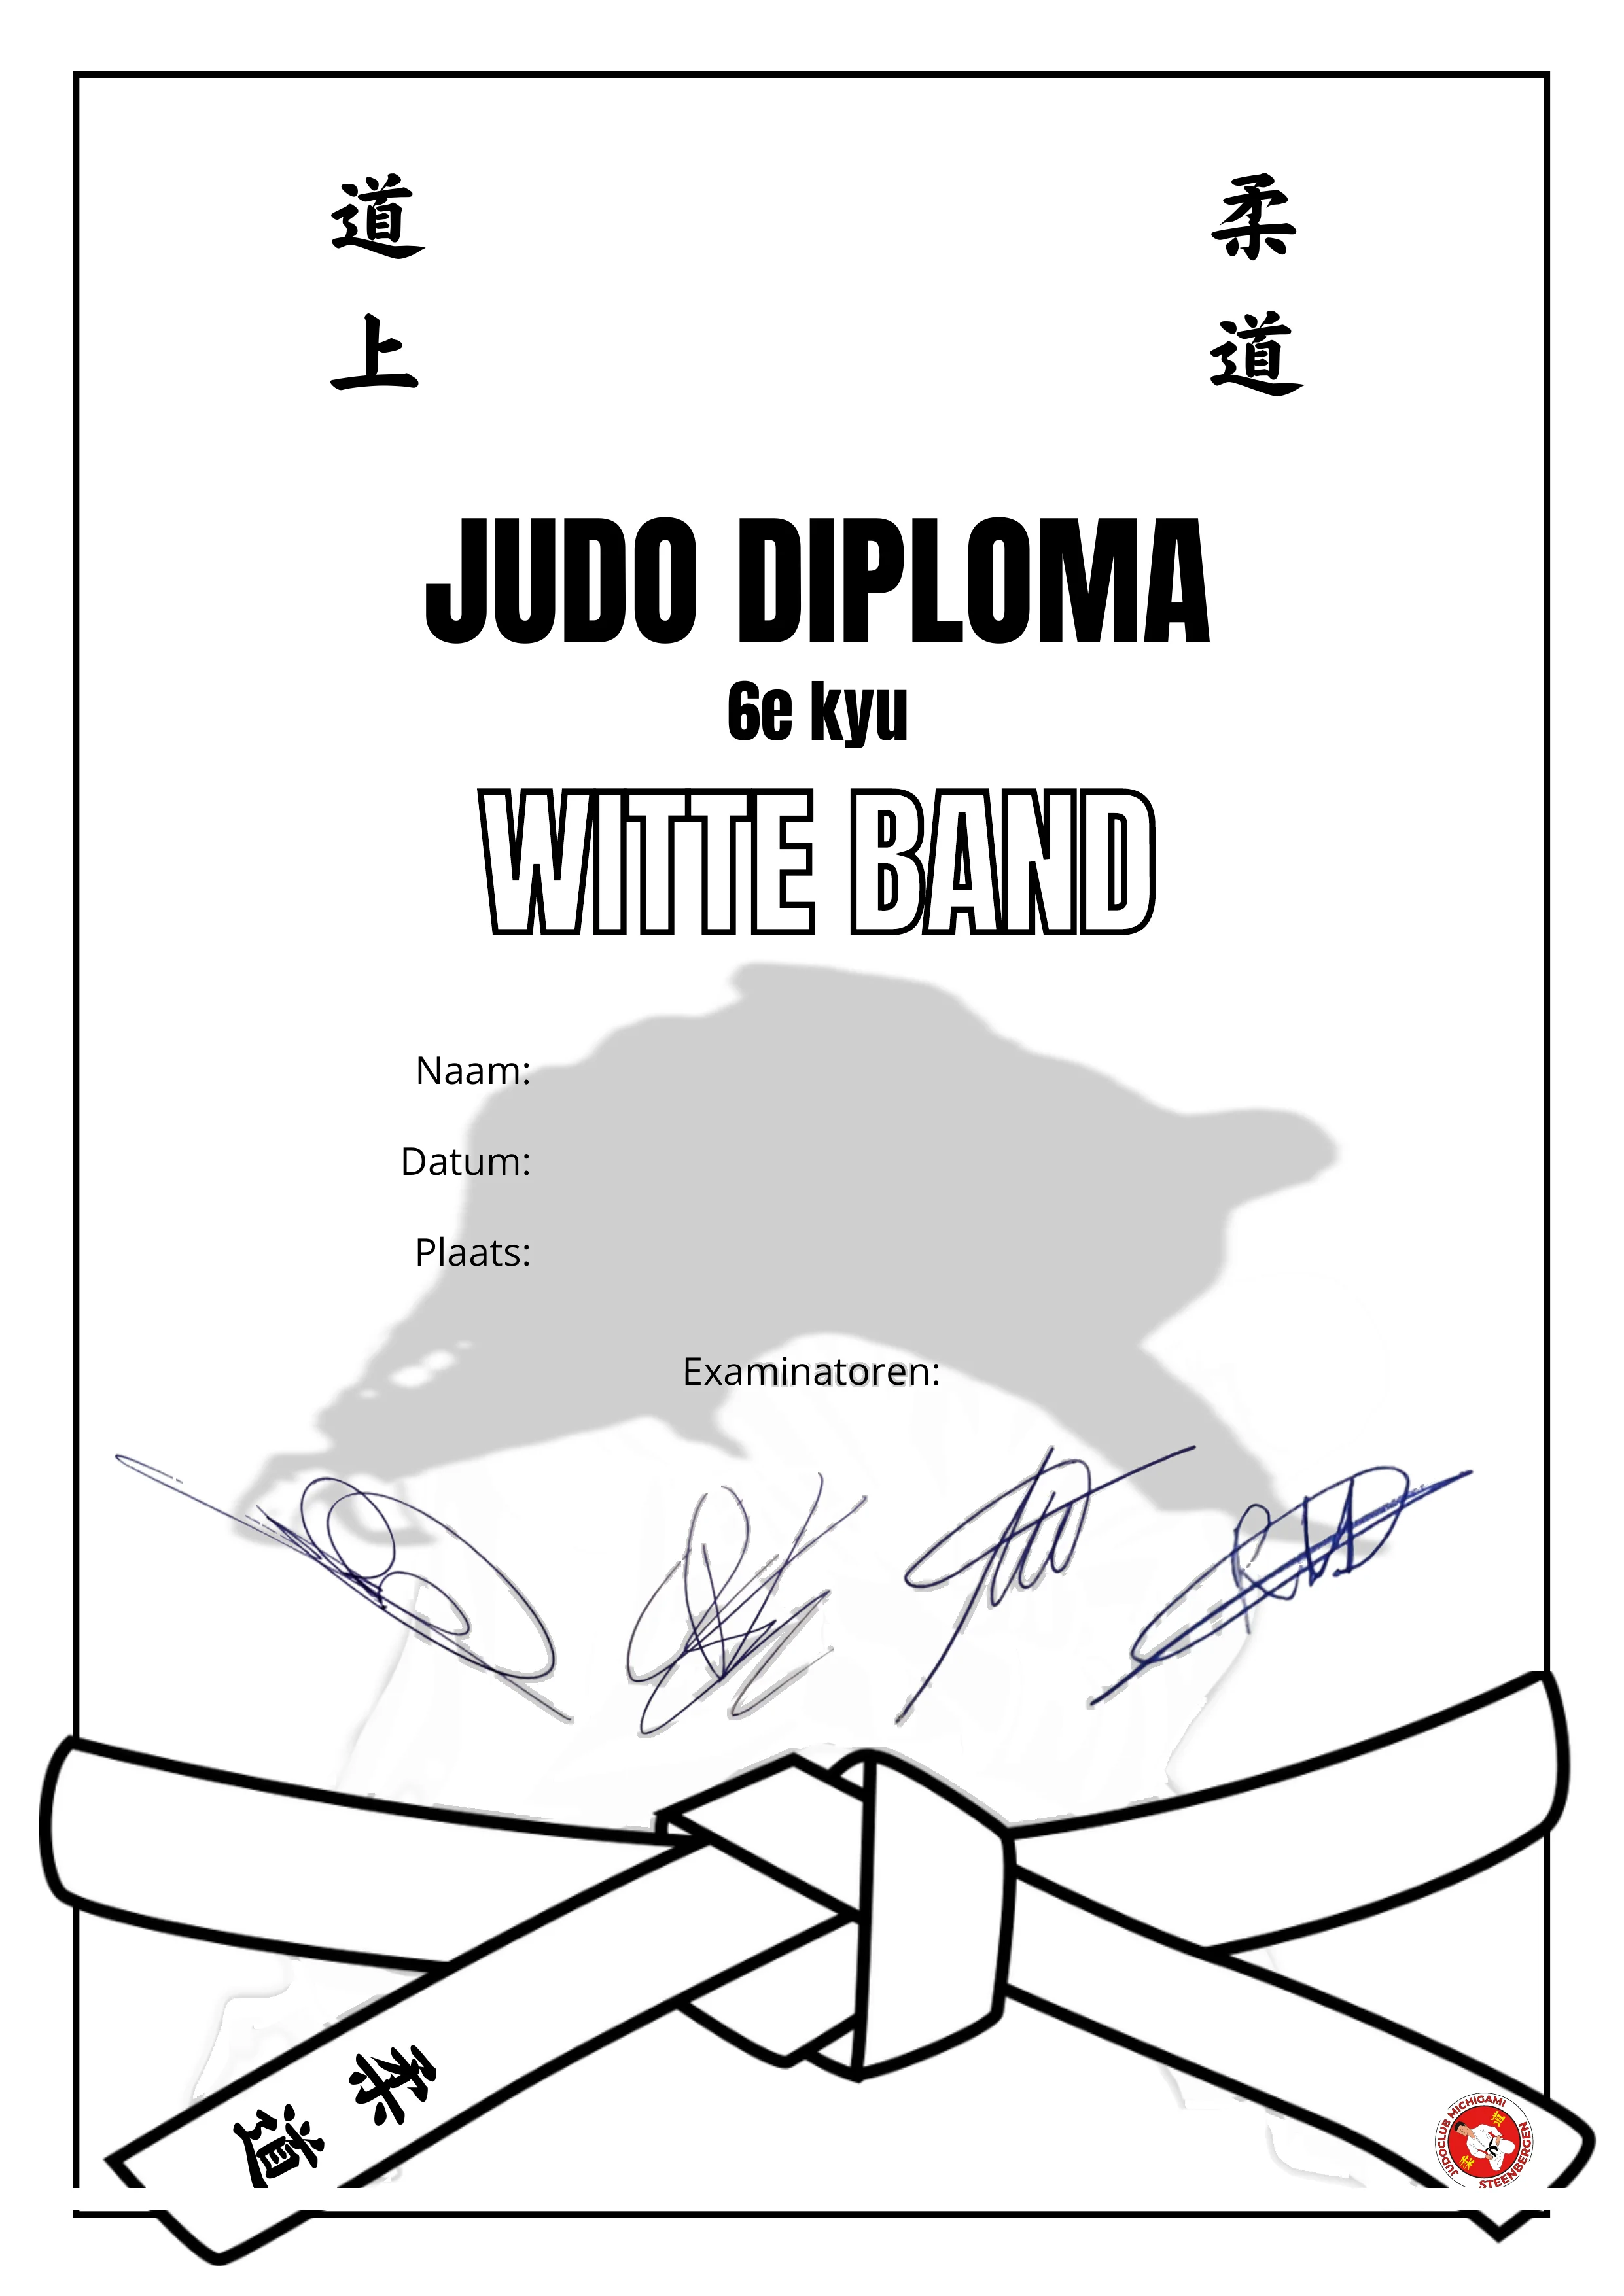 道上
柔道
JUDO DIPLOMA
6e kyu
WITTE BAND
Naam:
Datum:
Plaats:
Examinatoren:
柔道
JUDOCLUB MICHIGAMI
STEENBERGEN